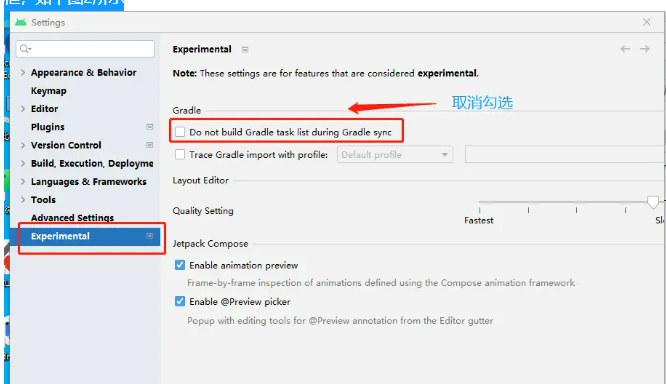 Settings
Experimental
Note: These settings are for features that are considered experimental.
Appearance & Behavior
Keymap
Editor
Plugins
Version Control
Build, Execution, Deployme
Languages & Frameworks
Tools
Advanced Settings
Experimental
Gradle
取消勾选
Do not build Gradle task list during Gradle sync
Trace Gradle import with profile: Default profile
Layout Editor
Quality Setting
Fastest
Slo
Jetpack Compose
Enable animation preview
Frame-by-frame inspection of animations defined using the Compose animation framework
Enable @Preview picker
Popup with editing tools for @Preview annotation from the Editor gutter